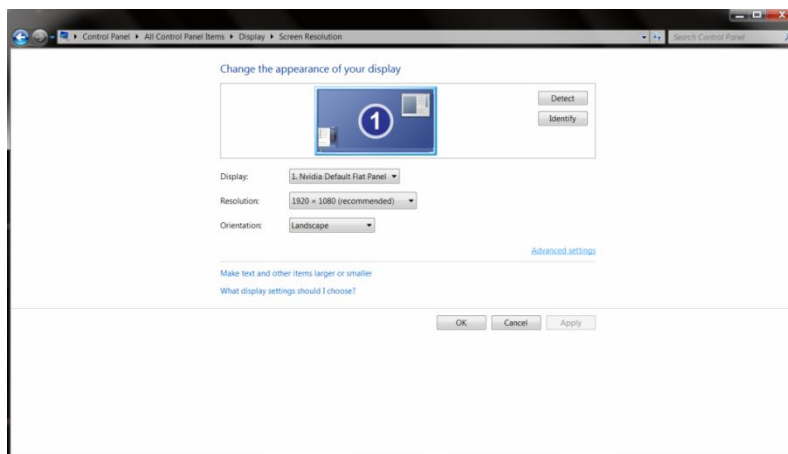 Control Panel ▸ All Control Panel Items ▸ Display ▸ Screen Resolution
Search Control Panel
Change the appearance of your display
1
Detect
Identify
Display: 1. Nvidia Default Flat Panel
Resolution: 1920 × 1080 (recommended)
Orientation: Landscape
Advanced settings
Make text and other items larger or smaller
What display settings should I choose?
OK Cancel Apply